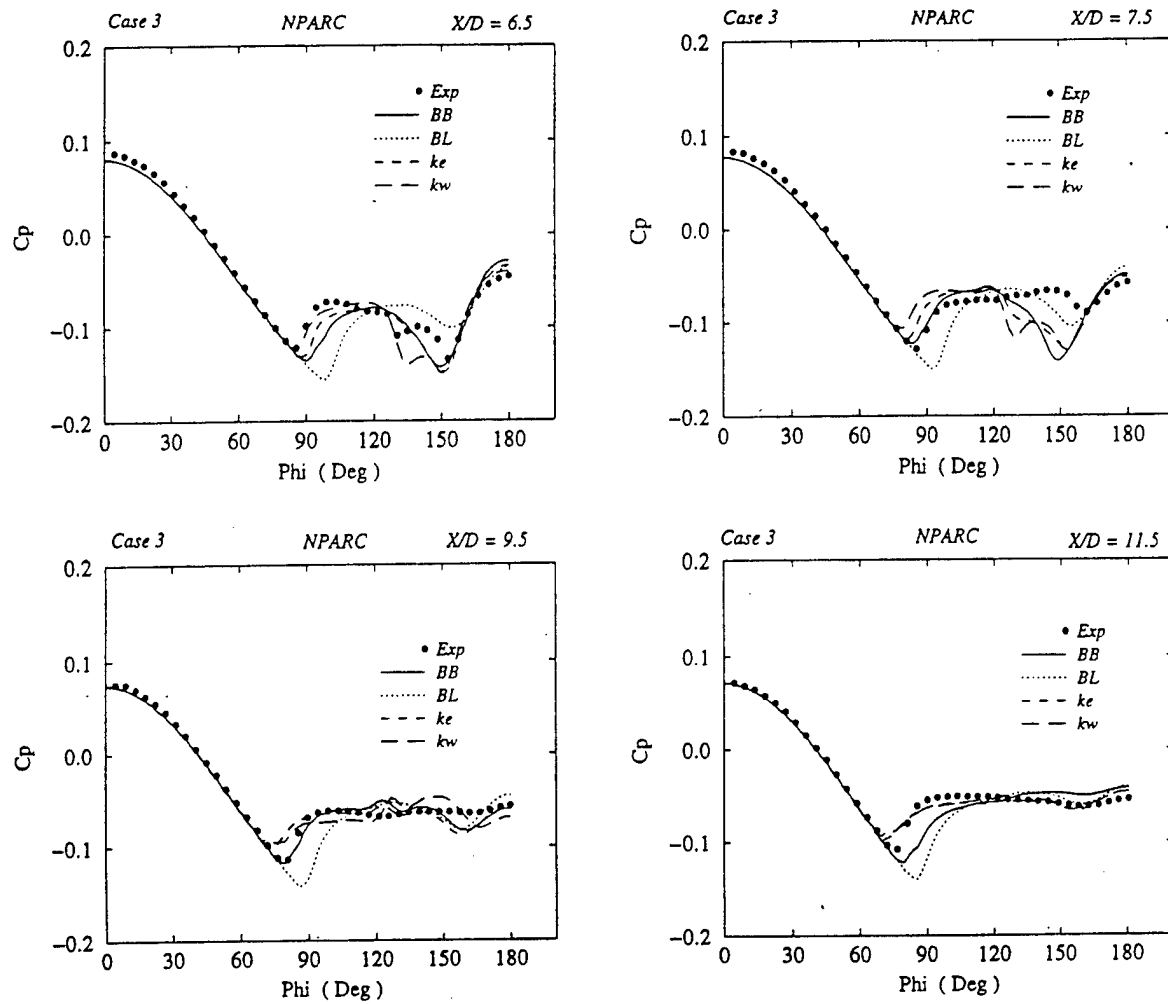 Case 3 NPARC X/D = 6.5
0.2
0.1
0.0
−0.1
−0.2
Cp
Exp
BB
BL
ke
kw
0 30 60 90 120 150 180
Phi ( Deg )
Case 3 NPARC X/D = 7.5
0.2
0.1
0.0
−0.1
−0.2
Cp
Exp
BB
BL
ke
kw
0 30 60 90 120 150 180
Phi ( Deg )
Case 3 NPARC X/D = 9.5
0.2
0.1
0.0
−0.1
−0.2
Cp
Exp
BB
BL
ke
kw
0 30 60 90 120 150 180
Phi ( Deg )
Case 3 NPARC X/D = 11.5
0.2
0.1
0.0
−0.1
−0.2
Cp
Exp
BB
BL
ke
kw
0 30 60 90 120 150 180
Phi ( Deg )